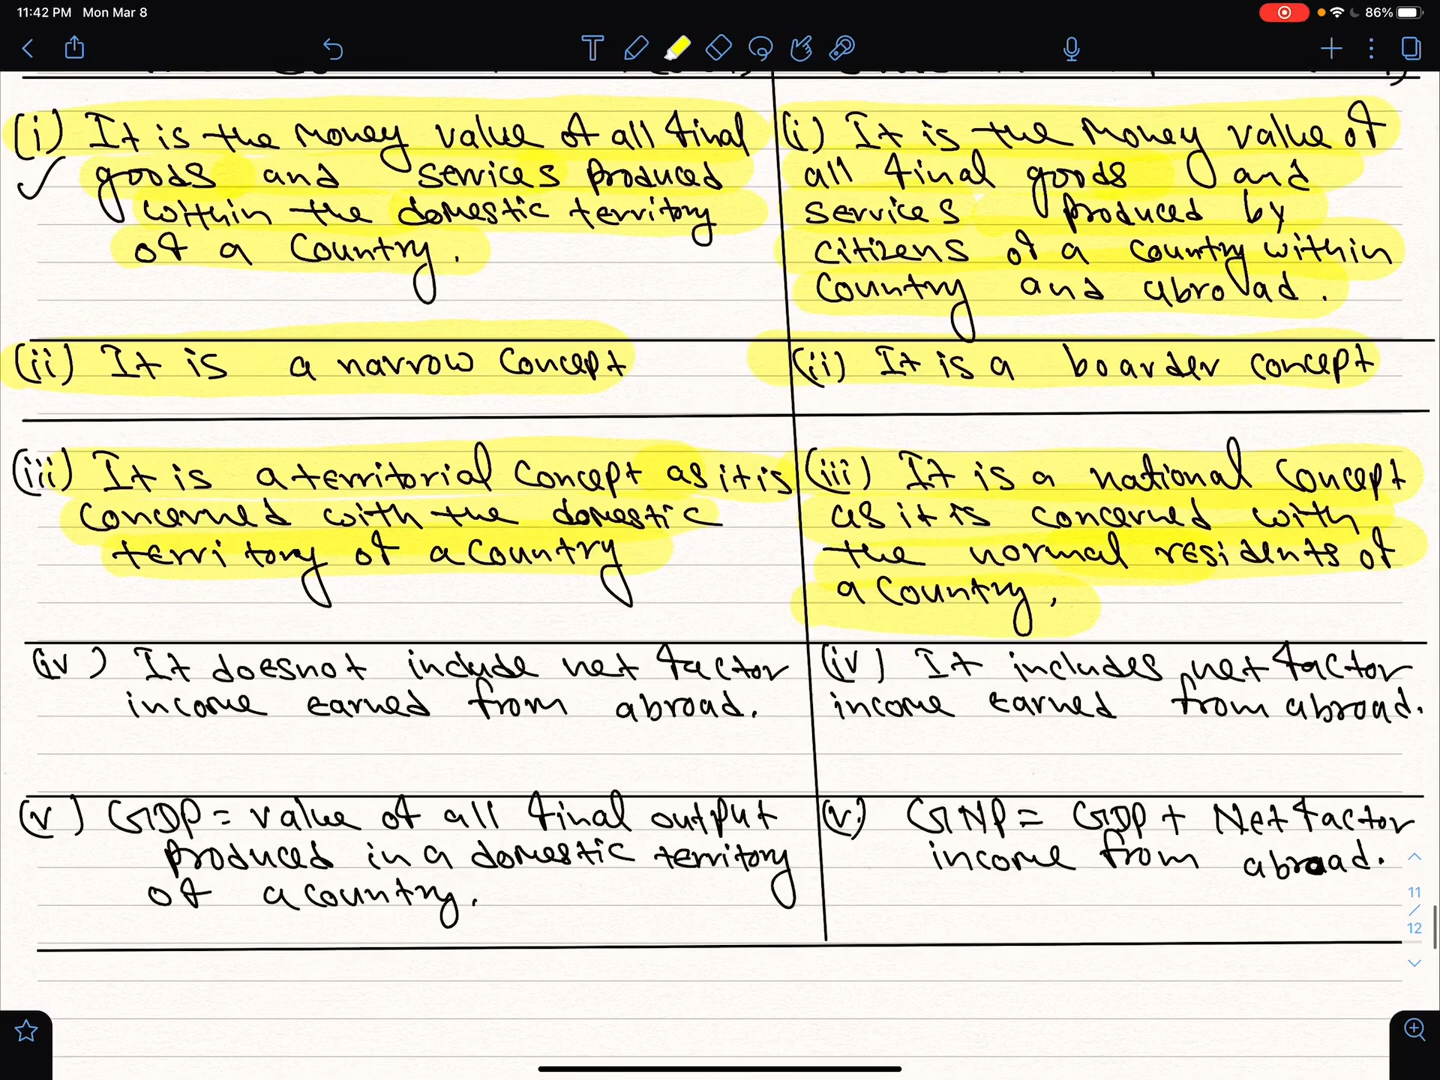 11:42 PM Mon Mar 8
86%
(i) It is the Money value of all final
goods and services produced
within the domestic territory
of a Country.
(i) It is the Money value of
all final goods and
services produced by
citizens of a country within
Country and abroad.
(ii) It is a narrow concept
(ii) It is a boarder concept
(iii) It is a territorial Concept as it is
Concerned with the domestic
territory of a Country
(iii) It is a national Concept
as it is concerned with
the normal residents of
a Country.
(iv) It doesnot include net factor
income earned from abroad.
(iv) It includes net factor
income earned from abroad.
(v) GDP = value of all final output
produced in a domestic territory
of a country.
(v) GNP = GDP + Net factor
income from abroad.
11
/
12